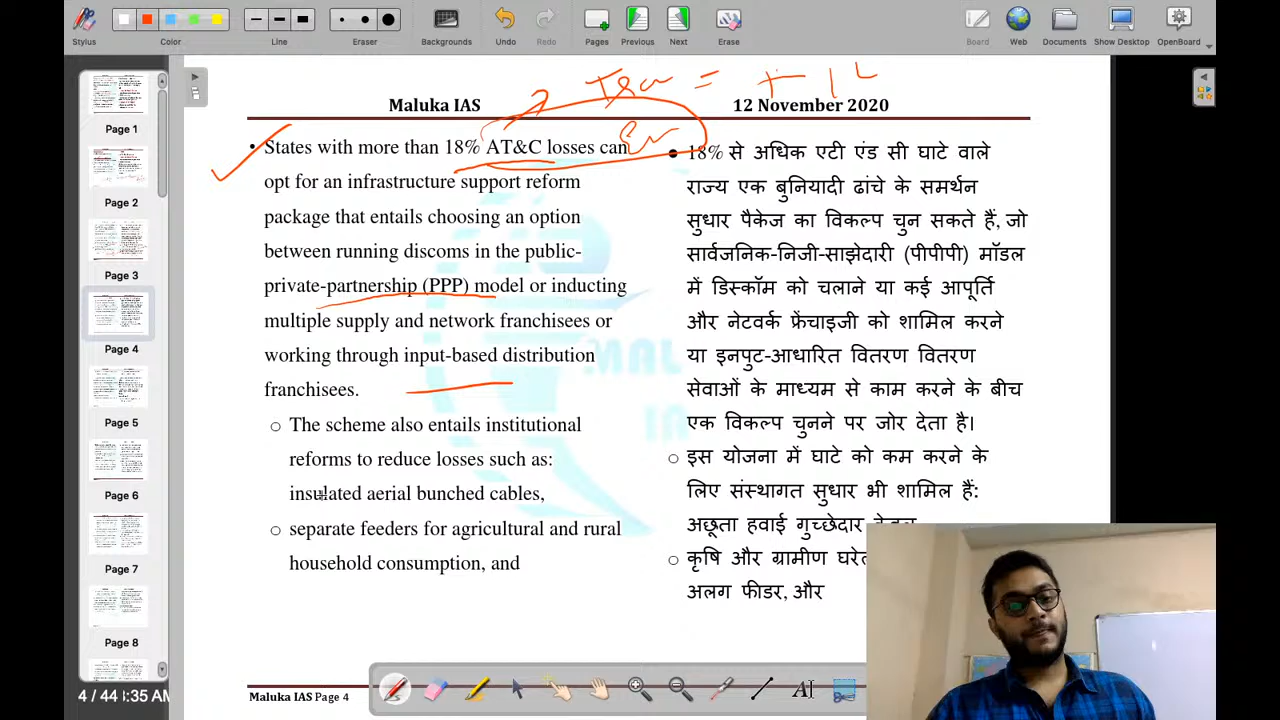 Stylus
Color
Line
Eraser
Backgrounds
Undo
Redo
Pages
Previous
Next
Erase
Board
Web
Documents
Show Desktop
OpenBoard
Page 1
Page 2
Page 3
Page 4
Page 5
Page 6
Page 7
Page 8
4 / 44
:35 AM
Maluka IAS
12 November 2020
• States with more than 18% AT&C losses can
opt for an infrastructure support reform
package that entails choosing an option
between running discoms in the public-
private-partnership (PPP) model or inducting
multiple supply and network franchisees or
working through input-based distribution
franchisees.
○ The scheme also entails institutional
reforms to reduce losses such as:
insulated aerial bunched cables,
○ separate feeders for agricultural and rural
household consumption, and
• 18% से अधिक एटी एंड सी घाटे वाले
राज्य एक बुनियादी ढांचे के समर्थन
सुधार पैकेज का विकल्प चुन सकते हैं, जो
सार्वजनिक-निजी-साझेदारी (पीपीपी) मॉडल
में डिस्कॉम को चलाने या कई आपूर्ति
और नेटवर्क फ्रेंचाइजी को शामिल करने
या इनपुट-आधारित वितरण वितरण
सेवाओं के माध्यम से काम करने के बीच
एक विकल्प चुनने पर जोर देता है।
○ इस योजना में घाटे को कम करने के
लिए संस्थागत सुधार भी शामिल हैं:
अछूता हवाई गुच्छेदार
○ कृषि और ग्रामीण
अलग फीडर, और
Maluka IAS Page 4